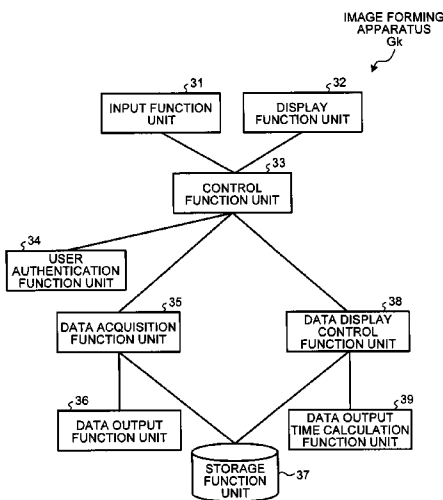 IMAGE FORMING
APPARATUS
Gk
31
INPUT FUNCTION
UNIT
32
DISPLAY
FUNCTION UNIT
33
CONTROL
FUNCTION UNIT
34
USER
AUTHENTICATION
FUNCTION UNIT
35
DATA ACQUISITION
FUNCTION UNIT
38
DATA DISPLAY
CONTROL
FUNCTION UNIT
36
DATA OUTPUT
FUNCTION UNIT
39
DATA OUTPUT
TIME CALCULATION
FUNCTION UNIT
STORAGE
FUNCTION
UNIT
37